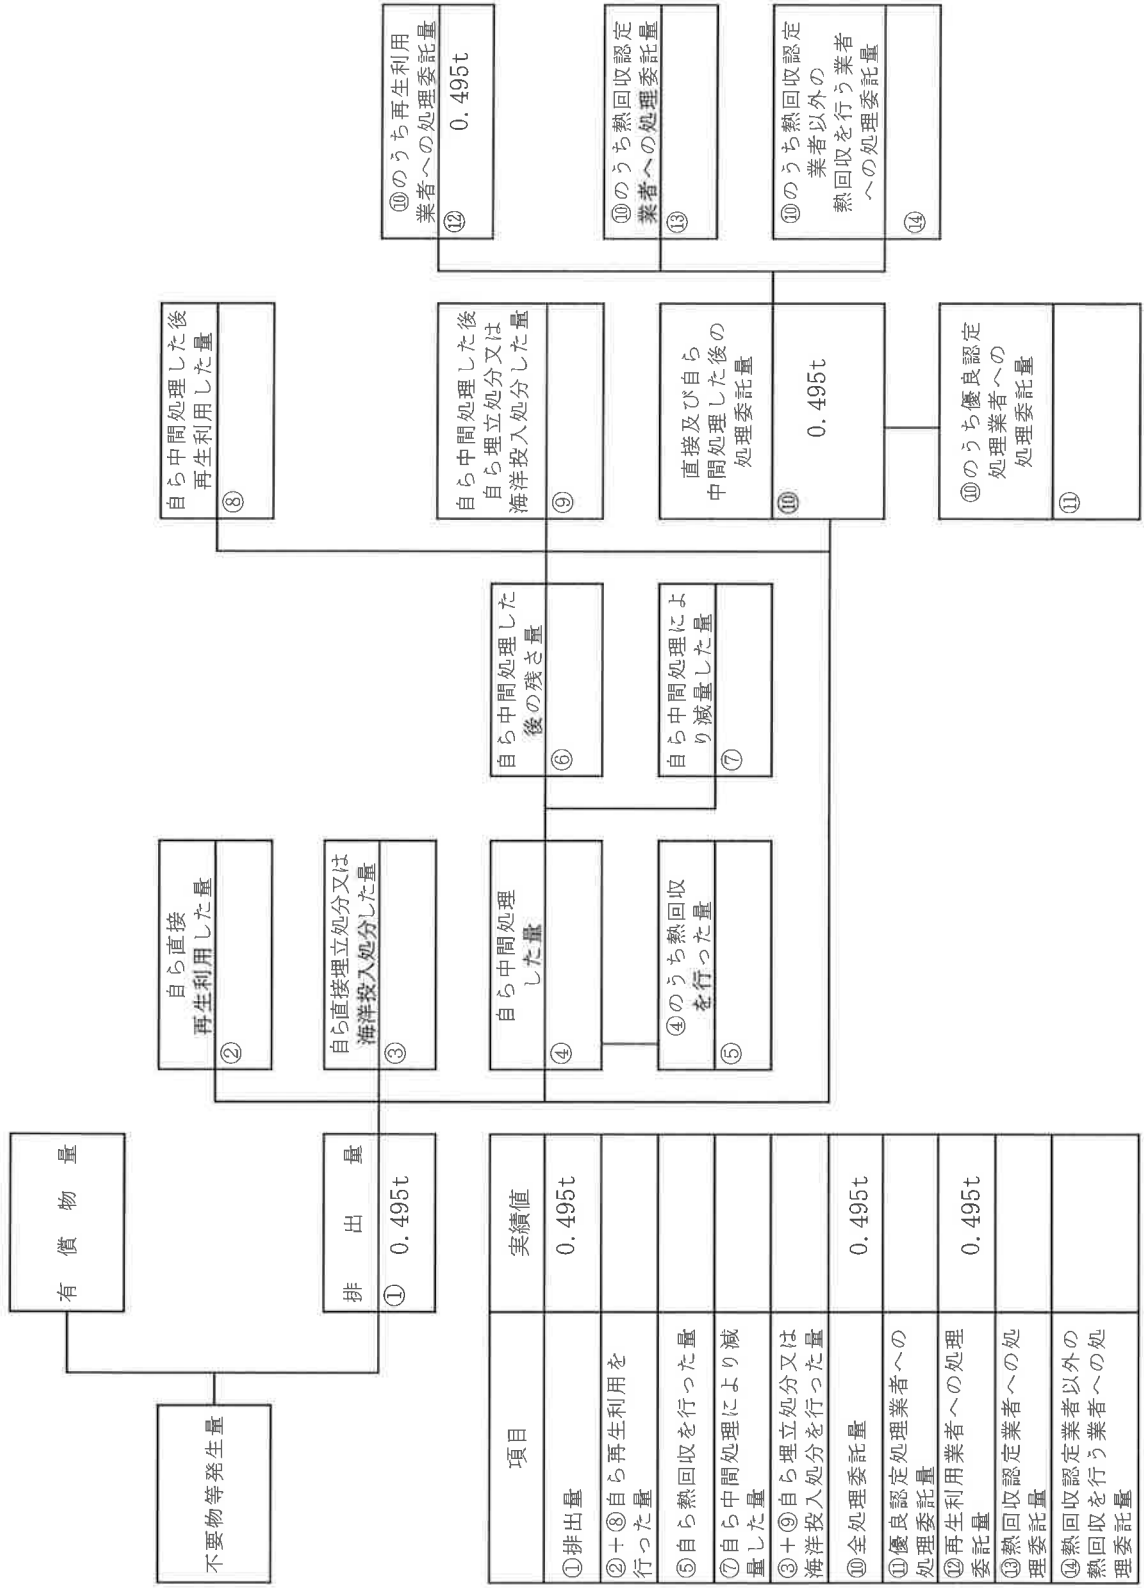 不要物等発生量
有償物量
排出量
① 0.495t
自ら直接
再生利用した量
②
自ら直接埋立処分又は
海洋投入処分した量
③
自ら中間処理
した量
④
④のうち熱回収
を行った量
⑤
自ら中間処理した
後の残さ量
⑥
自ら中間処理によ
り減量した量
⑦
自ら中間処理した後
再生利用した量
⑧
自ら中間処理した後
自ら埋立処分又は
海洋投入処分した量
⑨
直接及び自ら
中間処理した後の
処理委託量
⑩
0.495t
⑩のうち優良認定
処理業者への
処理委託量
⑪
⑩のうち再生利用
業者への処理委託量
⑫
0.495t
⑩のうち熱回収認定
業者への処理委託量
⑬
⑩のうち熱回収認定
業者以外の
熱回収を行う業者
への処理委託量
⑭
項目 実績値
①排出量 0.495t
②+⑧自ら再生利用を
行った量
⑤自ら熱回収を行った量
⑦自ら中間処理により減
量した量
③+⑨自ら埋立処分又は
海洋投入処分を行った量
⑩全処理委託量 0.495t
⑪優良認定処理業者への
処理委託量
⑫再生利用業者への処理
委託量 0.495t
⑬熱回収認定業者への処
理委託量
⑭熱回収認定業者以外の
熱回収を行う業者への処
理委託量